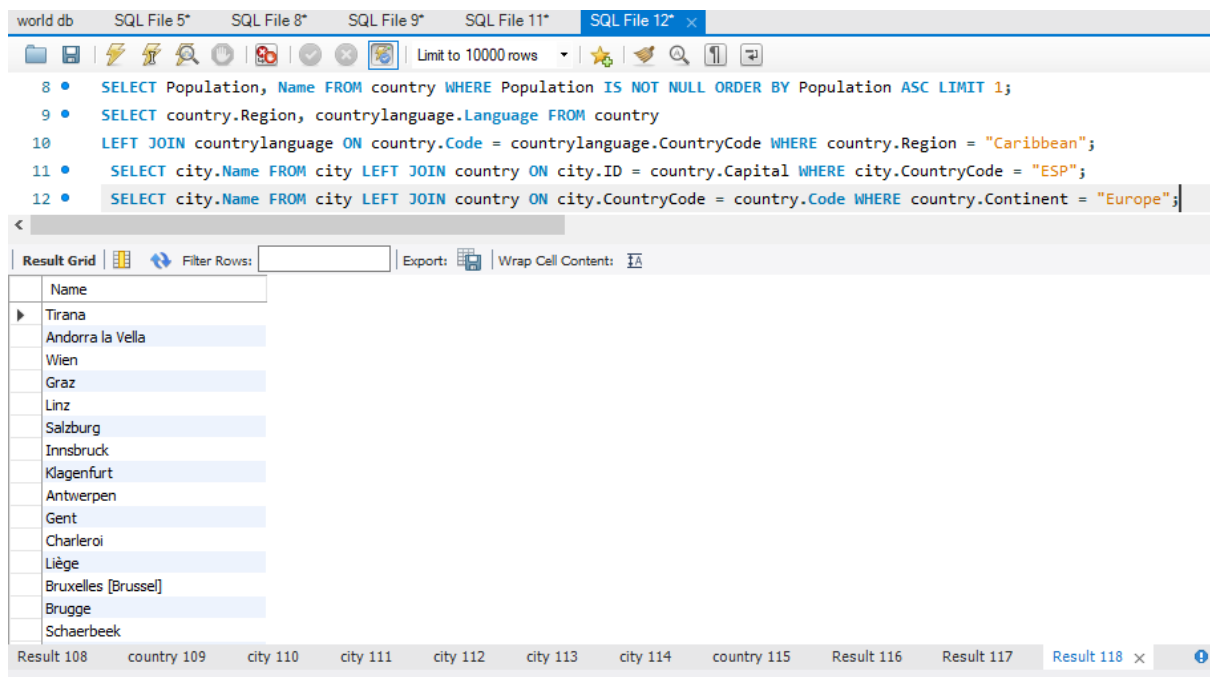 world db SQL File 5* SQL File 8* SQL File 9* SQL File 11* SQL File 12* ×
Limit to 10000 rows
8 SELECT Population, Name FROM country WHERE Population IS NOT NULL ORDER BY Population ASC LIMIT 1;
9 SELECT country.Region, countrylanguage.Language FROM country
10 LEFT JOIN countrylanguage ON country.Code = countrylanguage.CountryCode WHERE country.Region = "Caribbean";
11 SELECT city.Name FROM city LEFT JOIN country ON city.ID = country.Capital WHERE city.CountryCode = "ESP";
12 SELECT city.Name FROM city LEFT JOIN country ON city.CountryCode = country.Code WHERE country.Continent = "Europe";
Result Grid Filter Rows: Export: Wrap Cell Content: IA
Name
Tirana
Andorra la Vella
Wien
Graz
Linz
Salzburg
Innsbruck
Klagenfurt
Antwerpen
Gent
Charleroi
Liège
Bruxelles [Brussel]
Brugge
Schaerbeek
Result 108 country 109 city 110 city 111 city 112 city 113 city 114 country 115 Result 116 Result 117 Result 118 ×